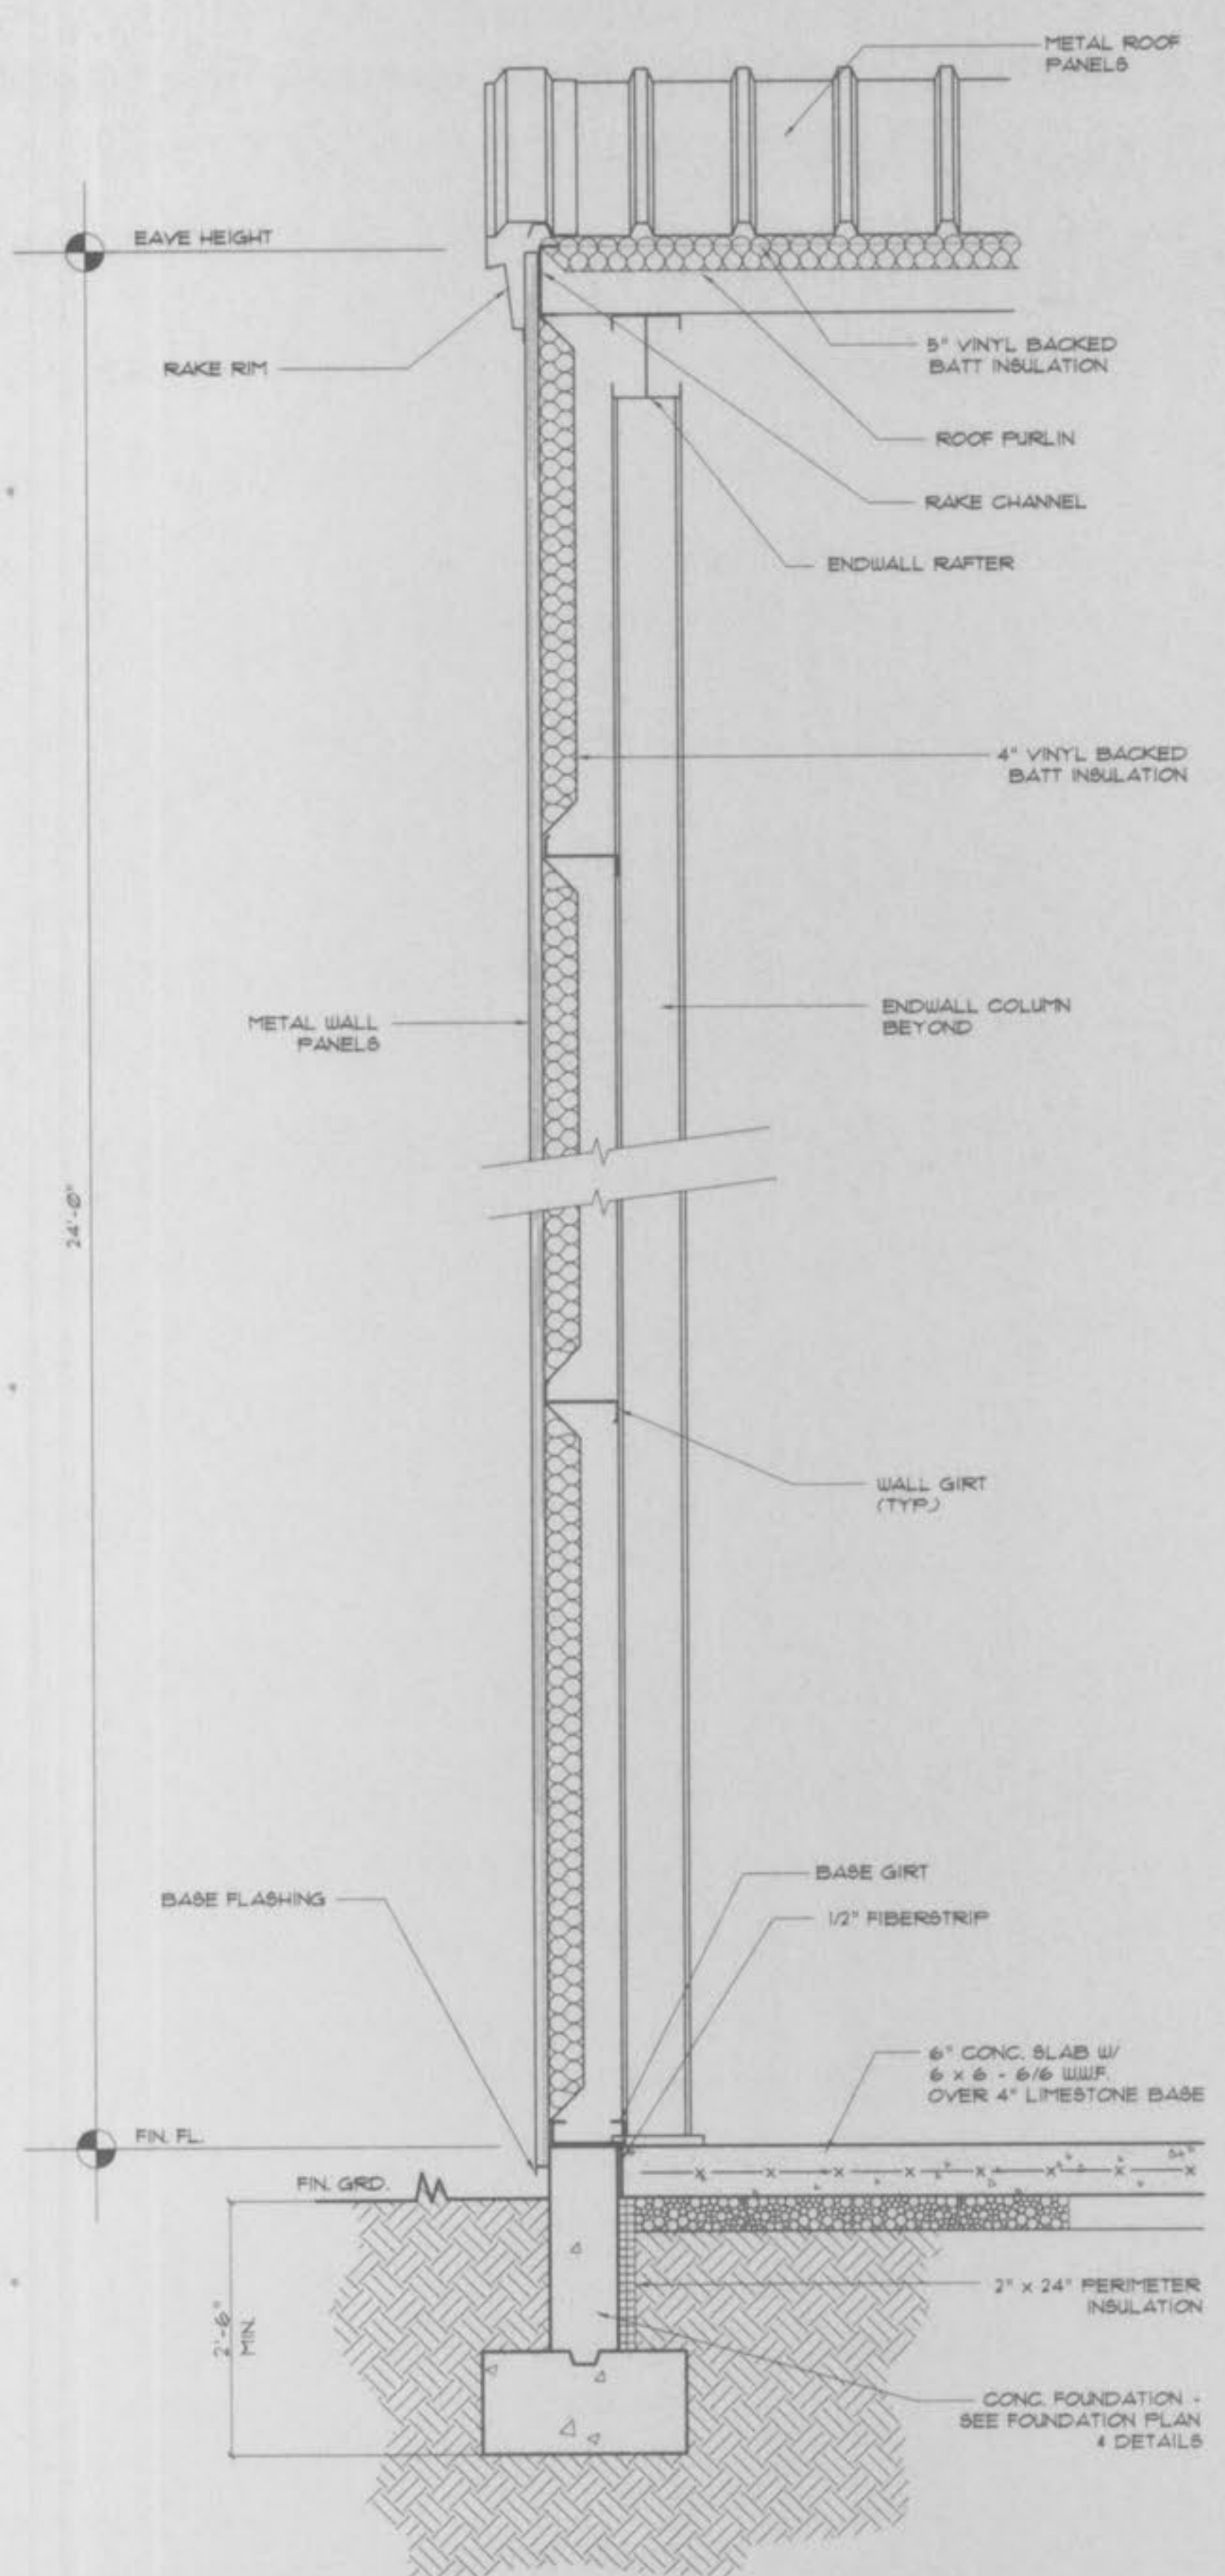 METAL ROOF
PANELS
EAVE HEIGHT
5" VINYL BACKED
BATT INSULATION
RAKE RIM
ROOF PURLIN
RAKE CHANNEL
ENDWALL RAFTER
4" VINYL BACKED
BATT INSULATION
ENDWALL COLUMN
BEYOND
METAL WALL
PANELS
24'-0"
WALL GIRT
(TYP.)
BASE GIRT
BASE FLASHING
1/2" FIBERSTRIP
6" CONC. SLAB W/
6 x 6 - 6/6 W.W.F.
OVER 4" LIMESTONE BASE
FIN. FL.
FIN. GRD.
2'-6"
MIN.
2" x 24" PERIMETER
INSULATION
CONC. FOUNDATION -
SEE FOUNDATION PLAN
& DETAILS